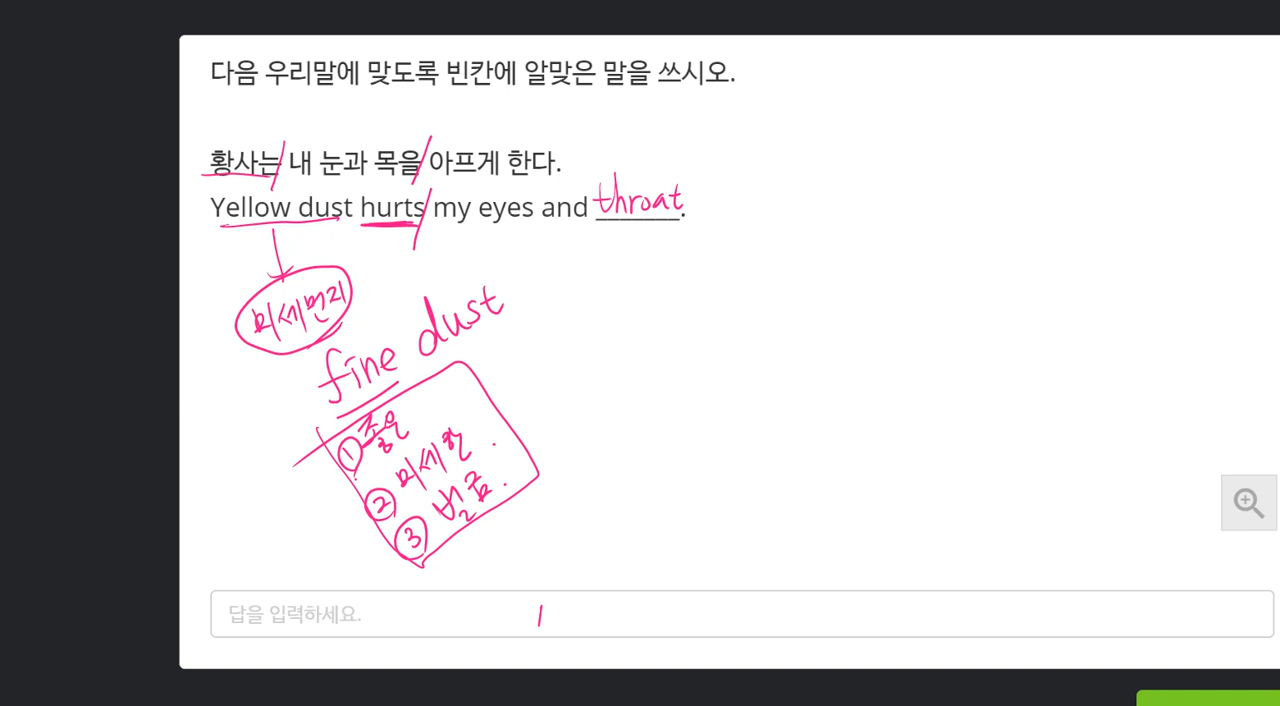 다음 우리말에 맞도록 빈칸에 알맞은 말을 쓰시오.
황사는 내 눈과 목을 아프게 한다.
Yellow dust hurts my eyes and throat.
미세먼지
fine dust
① 좋은
② 미세한
③ 벌금
답을 입력하세요.